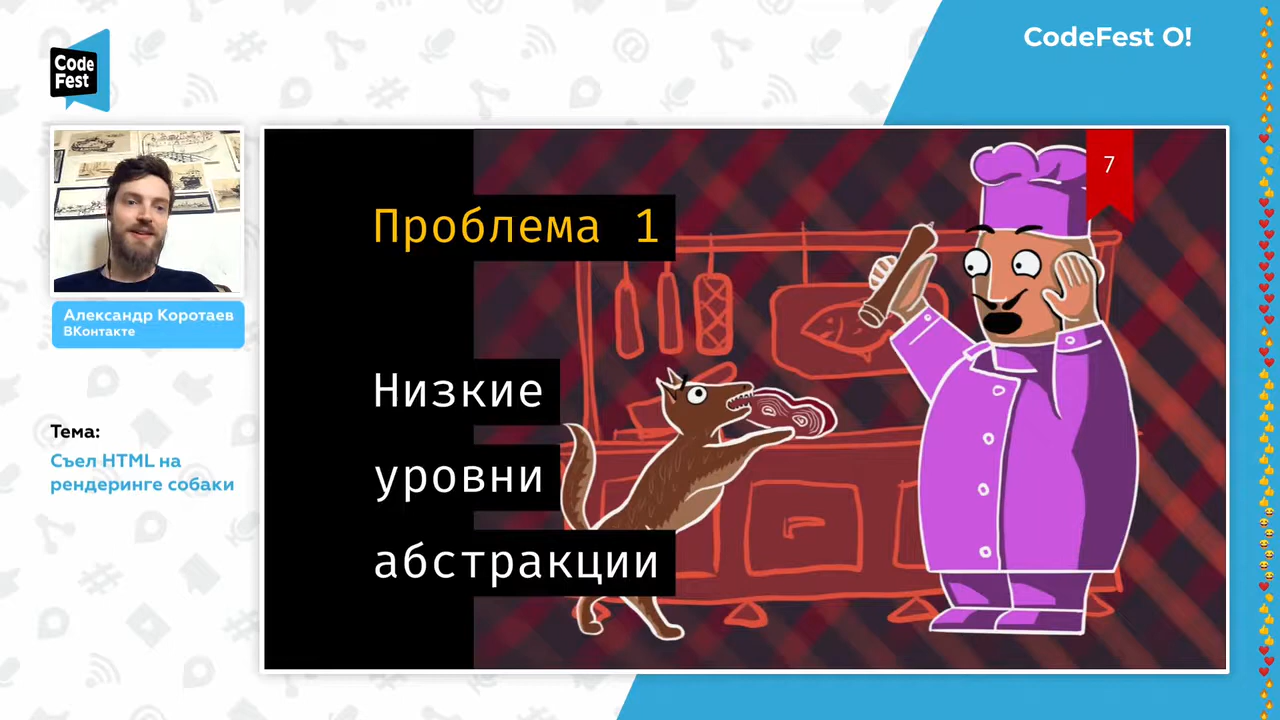 Code
Fest
CodeFest О!
Александр Коротаев
ВКонтакте
Тема:
Съел HTML на
рендеринге собаки
7
Проблема 1
Низкие
уровни
абстракции